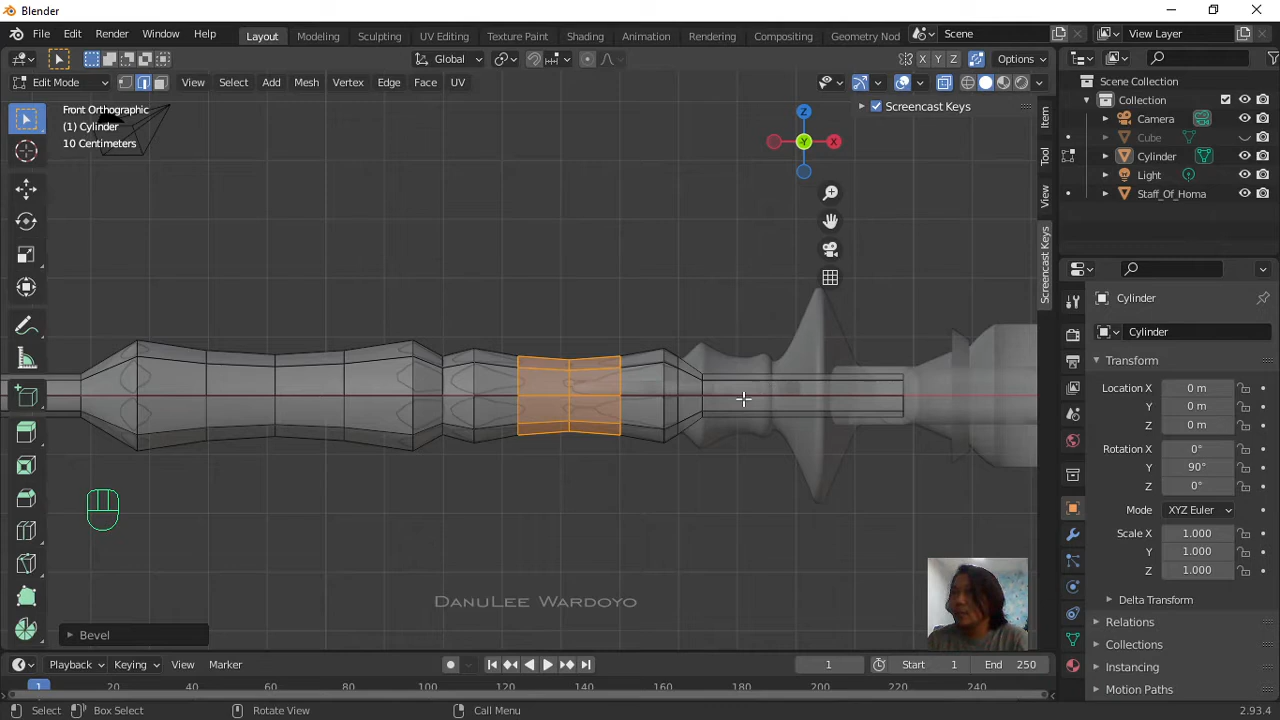 Blender
File Edit Render Window Help
Layout Modeling Sculpting UV Editing Texture Paint Shading Animation Rendering Compositing Geometry Nod
Scene
View Layer
Global
X Y Z
Options
Edit Mode
View Select Add Mesh Vertex Edge Face UV
Front Orthographic
(1) Cylinder
10 Centimeters
Screencast Keys
Z
Y
X
Item
Tool
View
Screencast Keys
Scene Collection
Collection
Camera
Cube
Cylinder
Light
Staff_Of_Homa
Cylinder
Cylinder
Transform
Location X 0 m
Y 0 m
Z 0 m
Rotation X 0°
Y 90°
Z 0°
Mode XYZ Euler
Scale X 1.000
Y 1.000
Z 1.000
Delta Transform
Relations
Collections
Instancing
Motion Paths
DanuLee Wardoyo
Bevel
Playback Keying View Marker
1
Start 1 End 250
1 20 40 60 80 100 120 140 160 180 200 220 240
Select Box Select Rotate View Call Menu
2.93.4